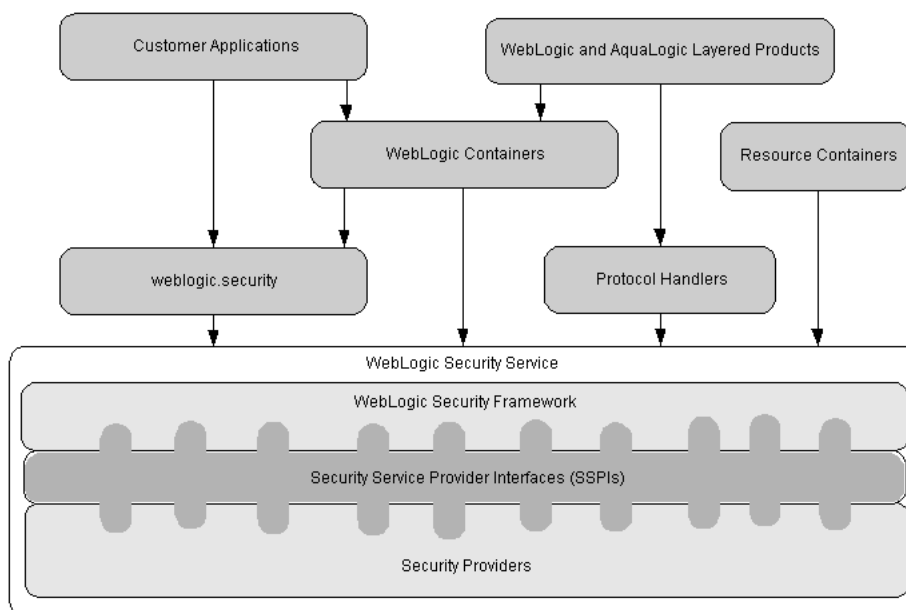 Customer Applications
WebLogic and AquaLogic Layered Products
WebLogic Containers
Resource Containers
weblogic.security
Protocol Handlers
WebLogic Security Service
WebLogic Security Framework
Security Service Provider Interfaces (SSPIs)
Security Providers